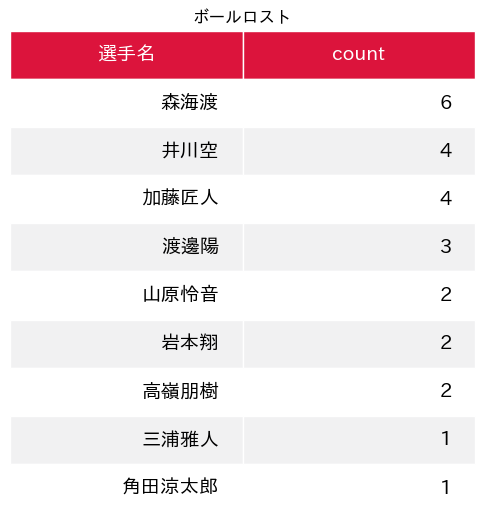 ボールロスト
選手名 count
森海渡 6
井川空 4
加藤匠人 4
渡邊陽 3
山原怜音 2
岩本翔 2
高嶺朋樹 2
三浦雅人 1
角田涼太郎 1